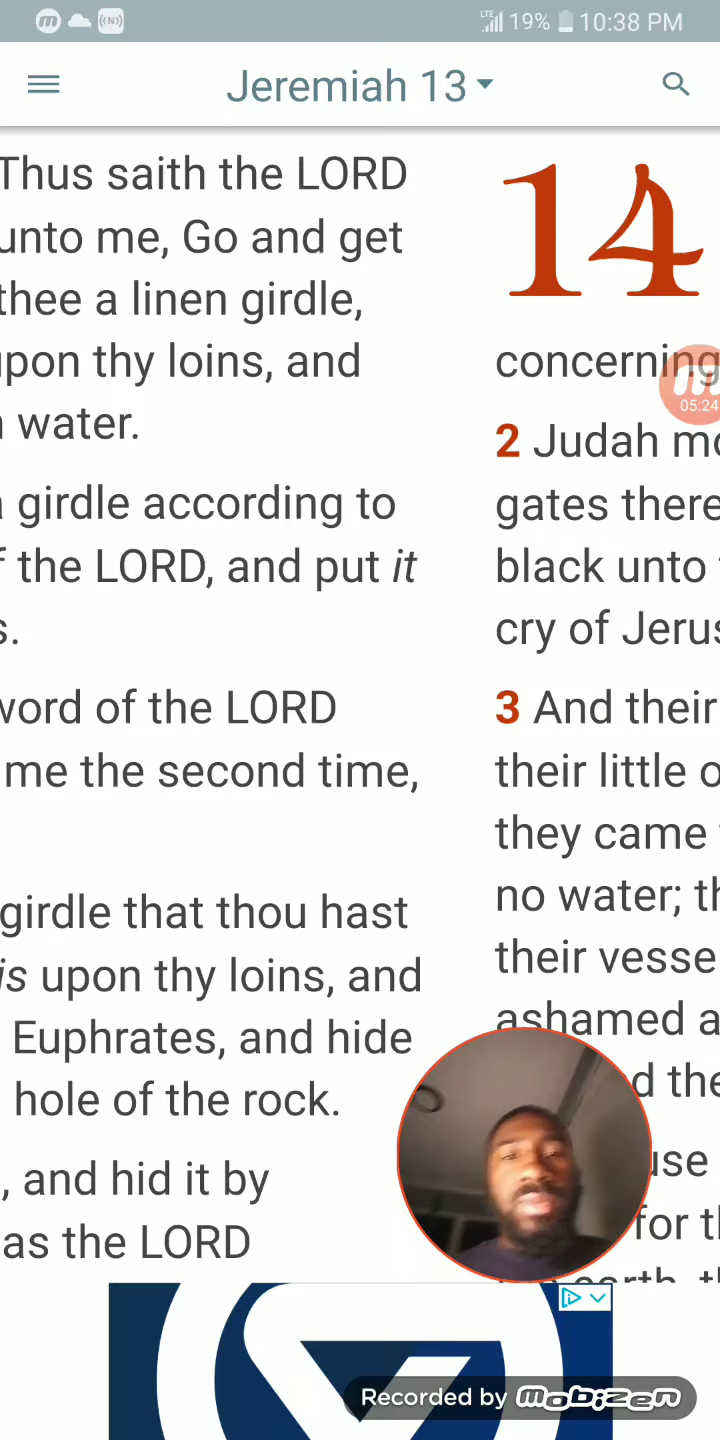 19% 10:38 PM
Jeremiah 13
Thus saith the LORD
unto me, Go and get
thee a linen girdle,
upon thy loins, and
water.
girdle according to
the LORD, and put it
word of the LORD
me the second time,
girdle that thou hast
is upon thy loins, and
Euphrates, and hide
hole of the rock.
, and hid it by
as the LORD
14
concerning
05:24
2 Judah
gates there
black unto
cry of
3 And their
their little
they came
no water;
their
ashamed
for
Recorded by Mobizen